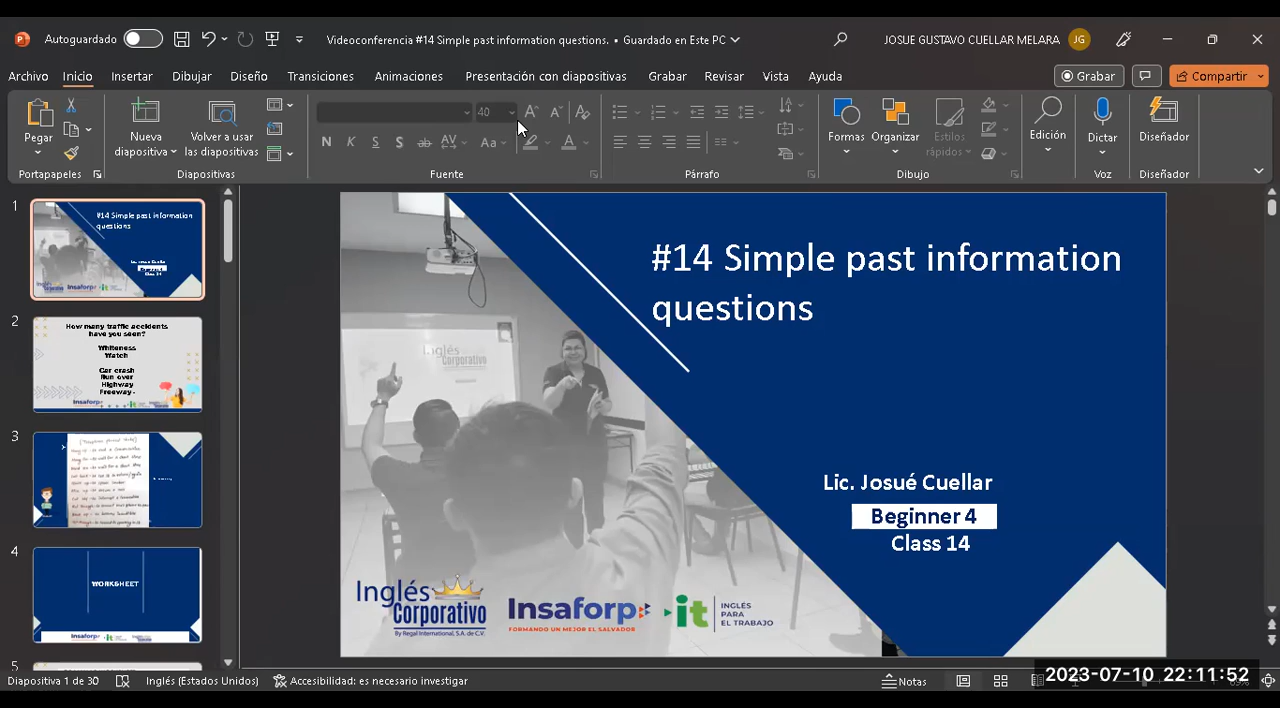 Autoguardado
Videoconferencia #14 Simple past information questions. • Guardado en Este PC
JOSUE GUSTAVO CUELLAR MELARA
JG
Archivo Inicio Insertar Dibujar Diseño Transiciones Animaciones Presentación con diapositivas Grabar Revisar Vista Ayuda
Grabar
Compartir
Pegar
Nueva diapositiva
Volver a usar las diapositivas
40
N K S S ab AV Aa A
Formas
Organizar
Estilos rápidos
Edición
Dictar
Diseñador
Portapapeles
Diapositivas
Fuente
Párrafo
Dibujo
Voz
Diseñador
1
#14 Simple past information
questions
2
How many traffic accidents
have you seen?
Whiteness
Watch
Car crash
Run over
Highway
Freeway -
Insaforp
3
4
WORKSHEET
Insaforp
5
#14 Simple past information
questions
Lic. Josué Cuellar
Beginner 4
Class 14
Inglés
Corporativo
By Regal International, S.A. de C.V.
Insaforp
FORMANDO UN MEJOR EL SALVADOR
it
INGLÉS
PARA
EL TRABAJO
Diapositiva 1 de 30
Inglés (Estados Unidos)
Accesibilidad: es necesario investigar
Notas
2023-07-10 22:11:52